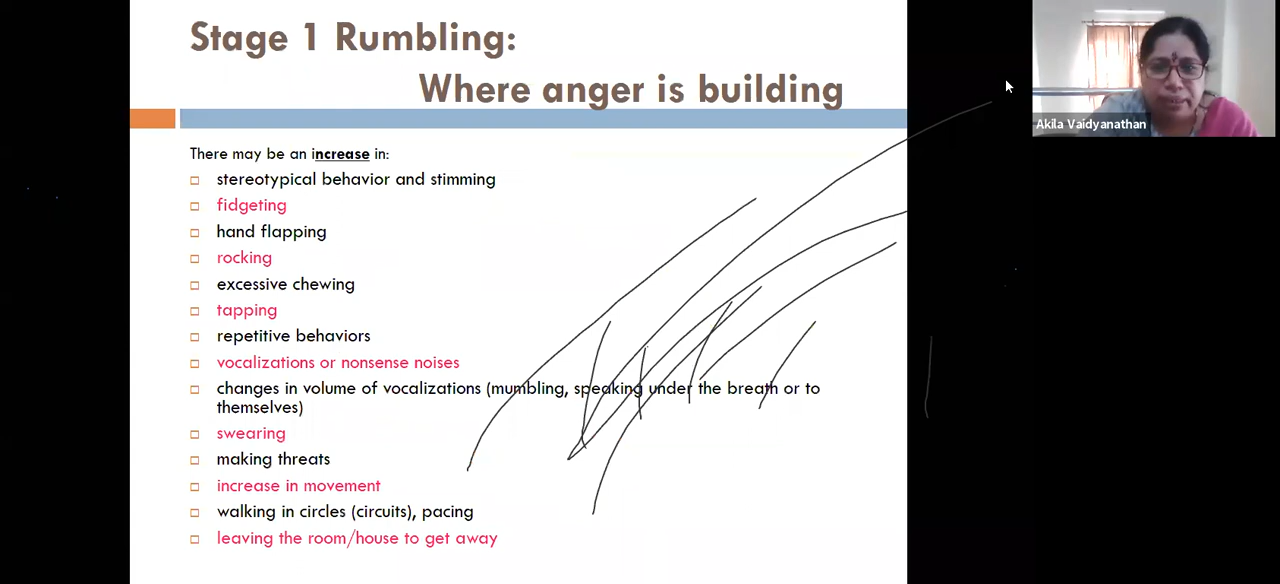 Stage 1 Rumbling:
Where anger is building
There may be an increase in:
stereotypical behavior and stimming
fidgeting
hand flapping
rocking
excessive chewing
tapping
repetitive behaviors
vocalizations or nonsense noises
changes in volume of vocalizations (mumbling, speaking under the breath or to
themselves)
swearing
making threats
increase in movement
walking in circles (circuits), pacing
leaving the room/house to get away
Akila Vaidyanathan